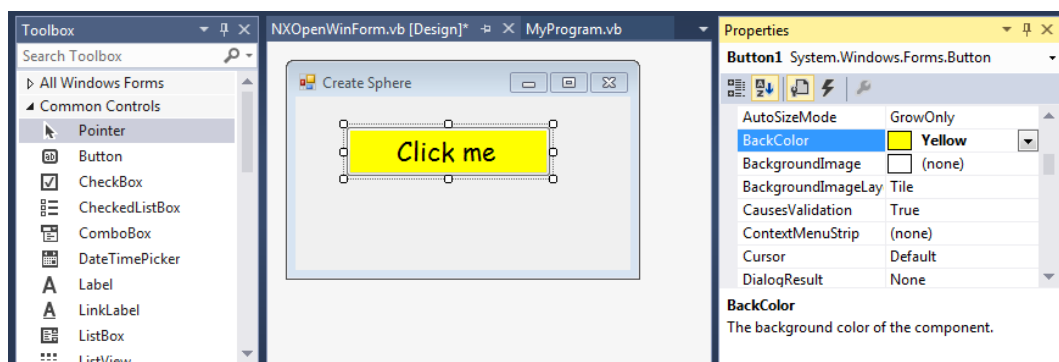 Toolbox
Search Toolbox
All Windows Forms
Common Controls
Pointer
Button
CheckBox
CheckedListBox
ComboBox
DateTimePicker
Label
LinkLabel
ListBox
ListView
NXOpenWinForm.vb [Design]* MyProgram.vb
Create Sphere
Click me
Properties
Button1 System.Windows.Forms.Button
AutoSizeMode GrowOnly
BackColor Yellow
BackgroundImage (none)
BackgroundImageLay Tile
CausesValidation True
ContextMenuStrip (none)
Cursor Default
DialogResult None
BackColor
The background color of the component.